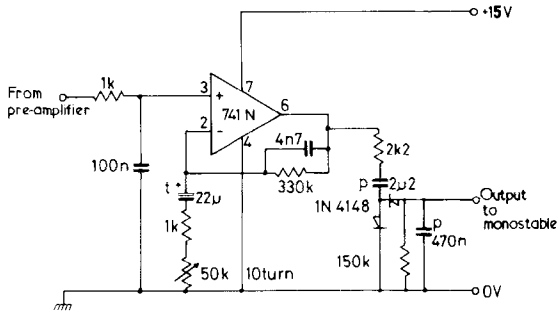 +15V
1k
From
pre-amplifier
3
7
+
741 N
6
2
-
4
4n7
100n
330k
2k2
t +
22µ
p
2µ2
1N 4148
Output
to
monostable
1k
p
470n
50k
10turn
150k
0V